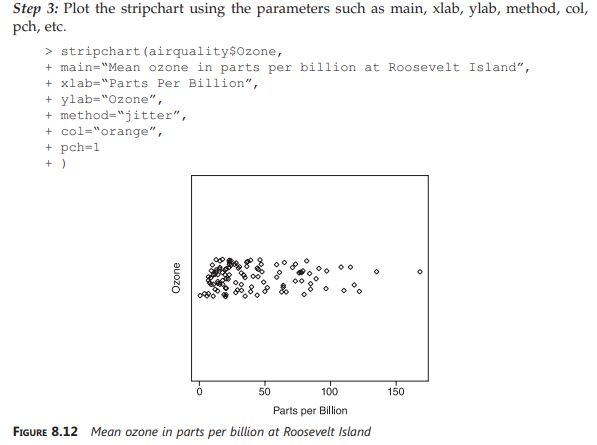 Step 3: Plot the stripchart using the parameters such as main, xlab, ylab, method, col,
pch, etc.
> stripchart(airquality$Ozone,
+ main=“Mean ozone in parts per billion at Roosevelt Island”,
+ xlab=“Parts Per Billion”,
+ ylab=“Ozone”,
+ method=“jitter”,
+ col=“orange”,
+ pch=1
+ )
Ozone
0 50 100 150
Parts per Billion
FIGURE 8.12 Mean ozone in parts per billion at Roosevelt Island